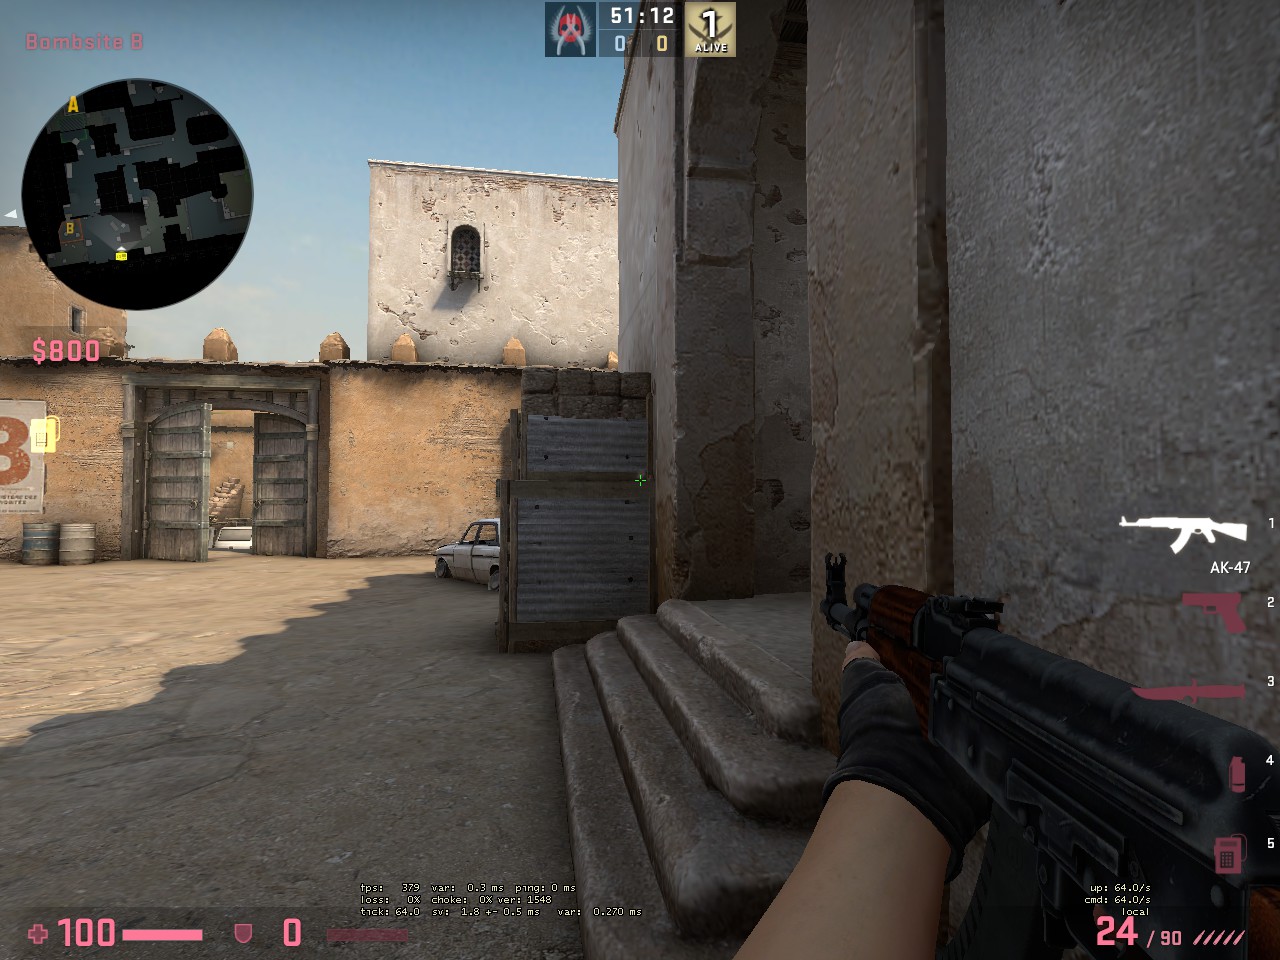 Bombsite B
51:12
0 0
1
ALIVE
A
B
$800
B
1
AK-47
2
3
4
5
fps: 379 var: 0.3 ms ping: 0 ms
loss: 0% choke: 0% ver: 1548
tick: 64.0 sv: 1.8 +- 0.5 ms var: 0.270 ms
up: 64.0/s
cmd: 64.0/s
local
100
0
24 / 90